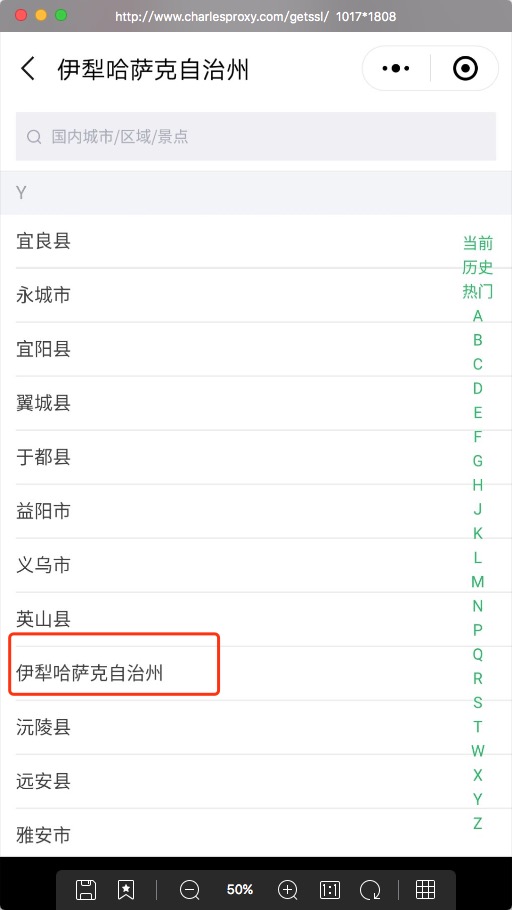 http://www.charlesproxy.com/getssl/ 1017*1808
伊犁哈萨克自治州
国内城市/区域/景点
Y
宜良县
永城市
宜阳县
翼城县
于都县
益阳市
义乌市
英山县
伊犁哈萨克自治州
沅陵县
远安县
雅安市
当前
历史
热门
A
B
C
D
E
F
G
H
J
K
L
M
N
P
Q
R
S
T
W
X
Y
Z
50%
1:1